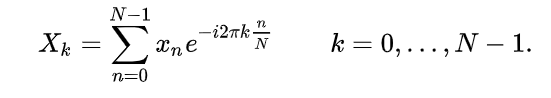 X_k = \sum_{n=0}^{N-1} x_n e^{-i2\pi k \frac{n}{N}} \qquad k = 0, \ldots, N-1.